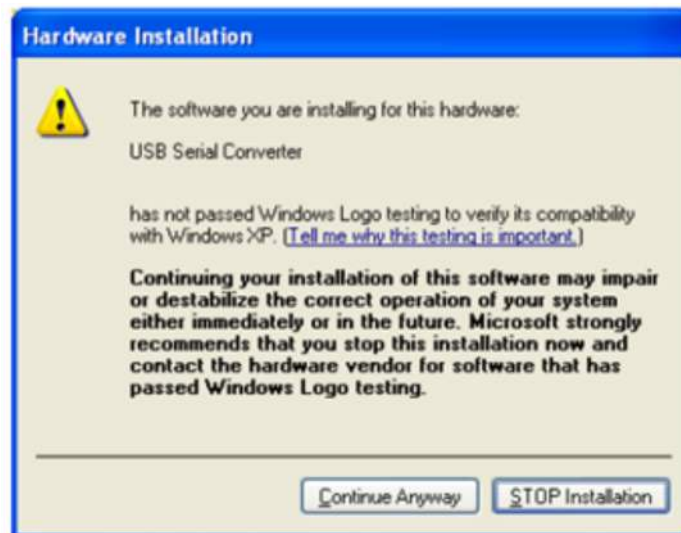 Hardware Installation
The software you are installing for this hardware:
USB Serial Converter
has not passed Windows Logo testing to verify its compatibility
with Windows XP. (Tell me why this testing is important.)
Continuing your installation of this software may impair
or destabilize the correct operation of your system
either immediately or in the future. Microsoft strongly
recommends that you stop this installation now and
contact the hardware vendor for software that has
passed Windows Logo testing.
Continue Anyway
STOP Installation